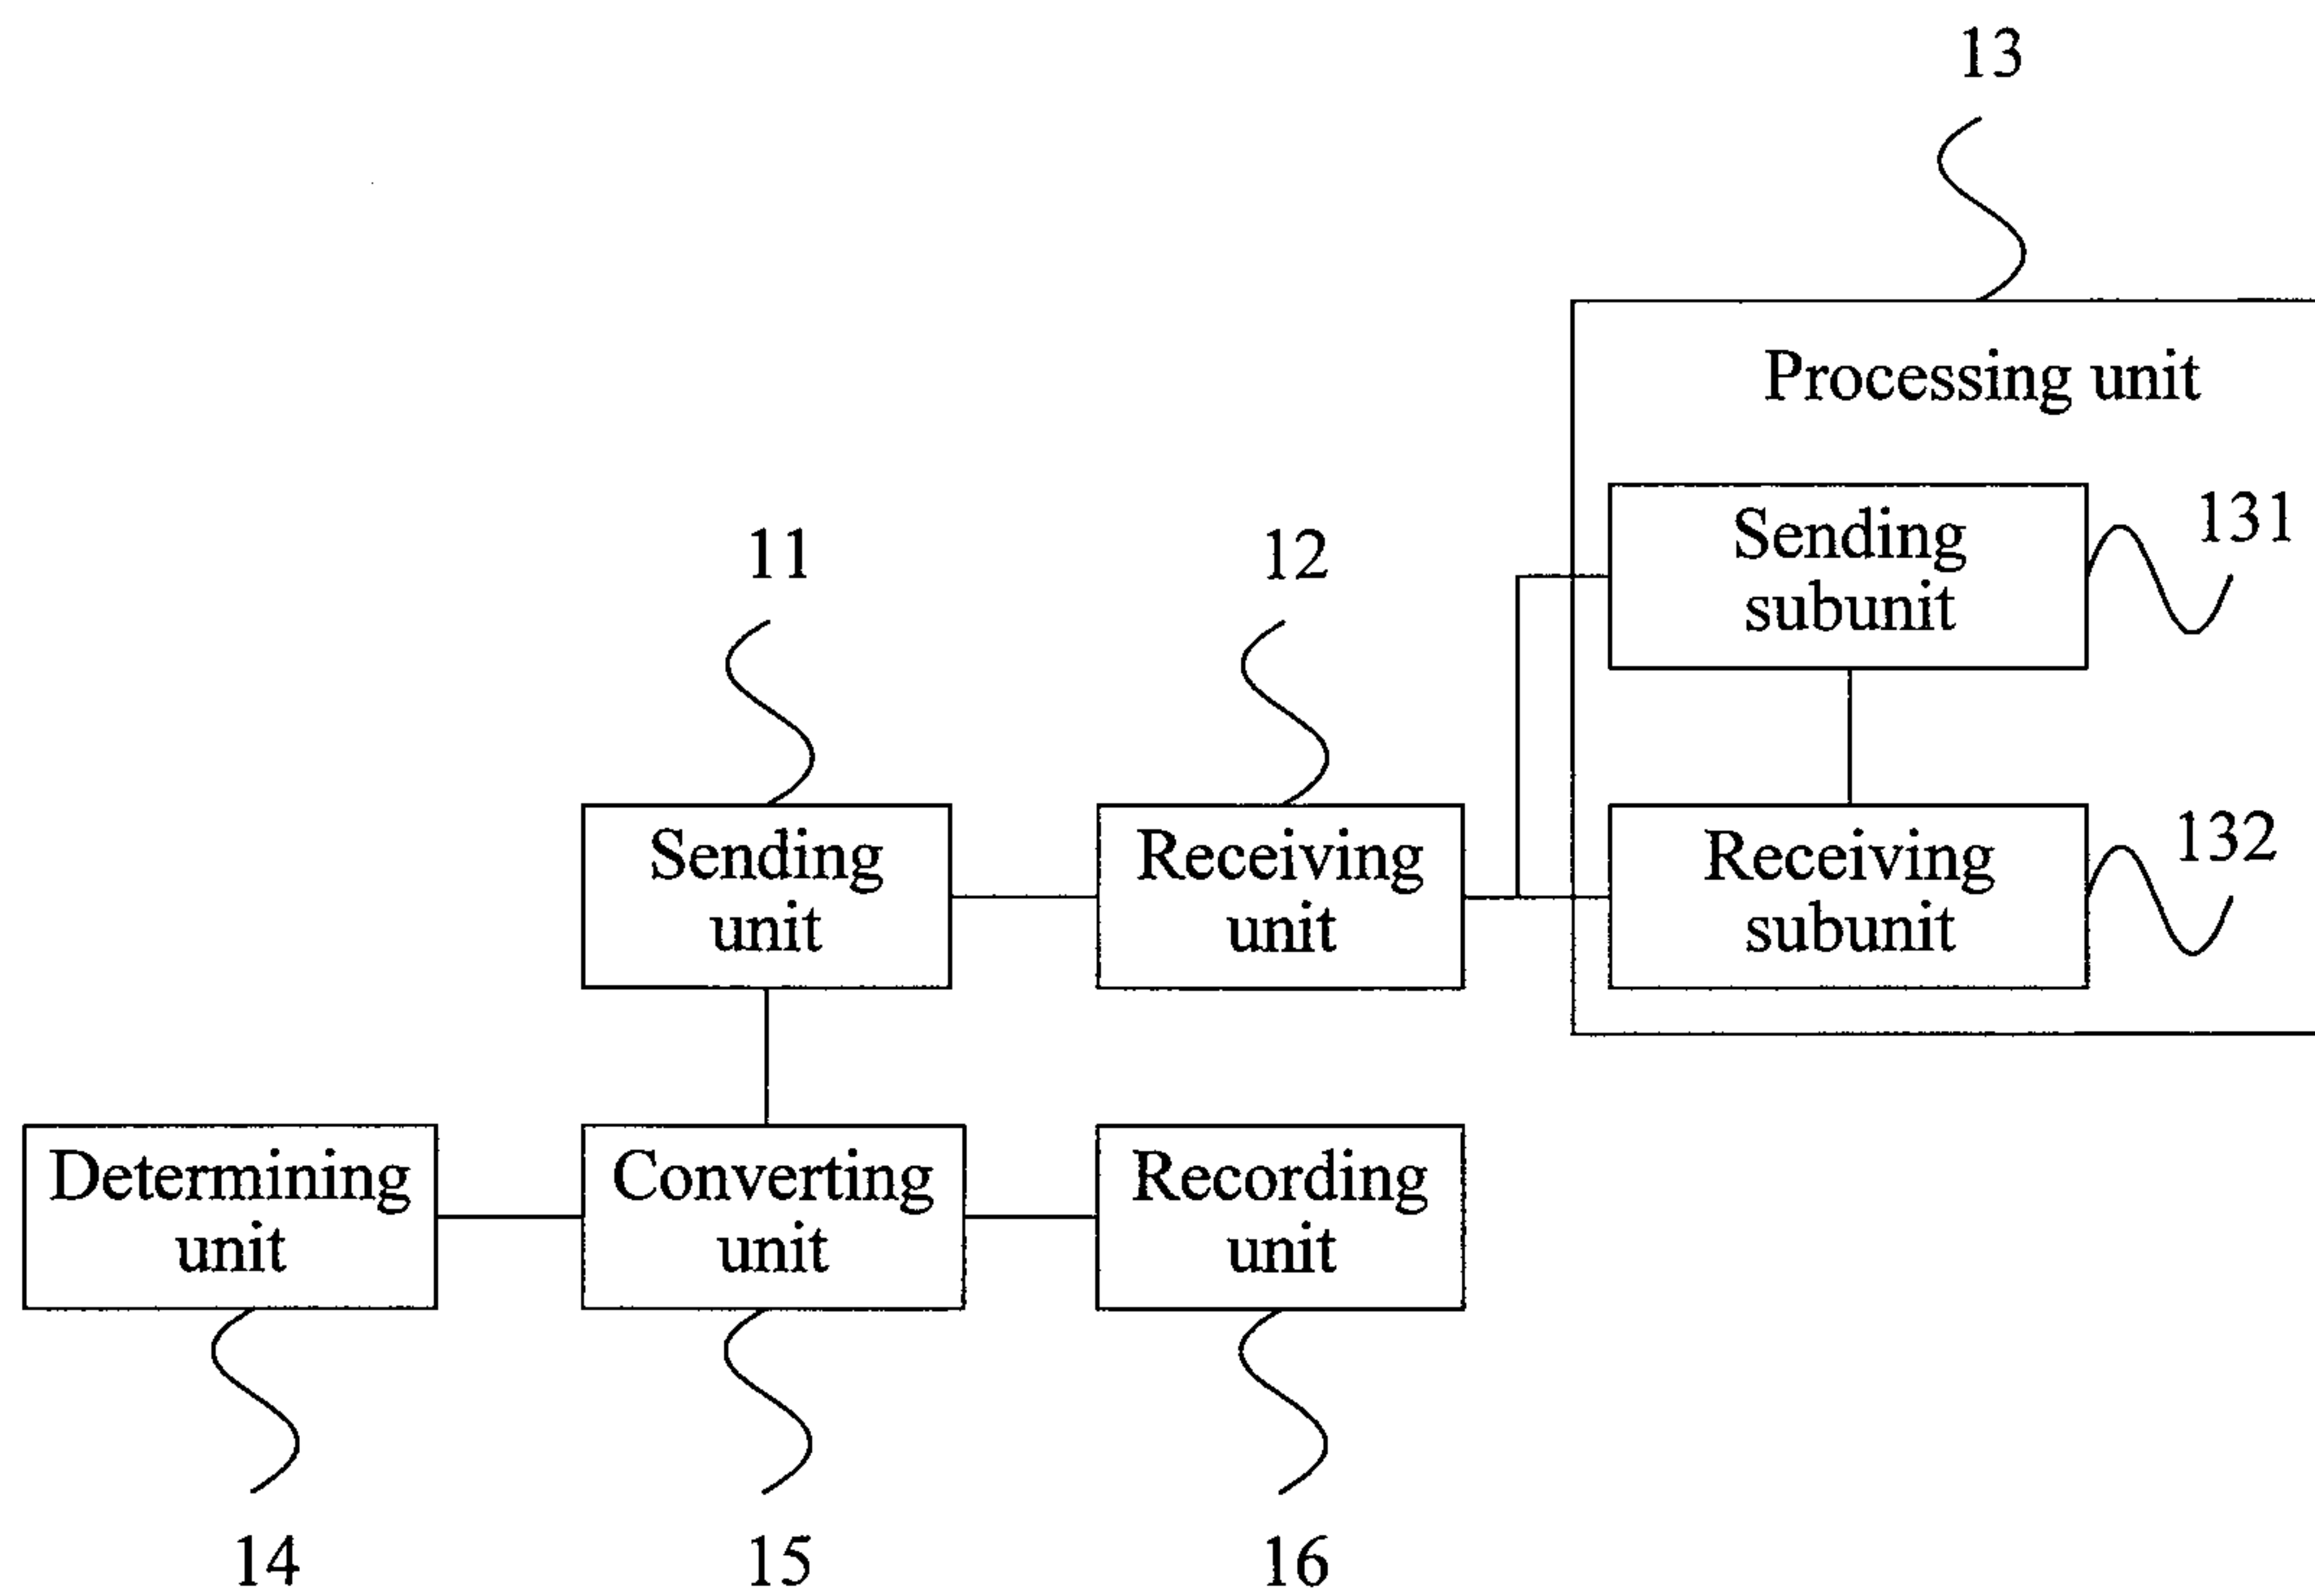 13
Processing unit
Sending
subunit
131
11
12
Sending
unit
Receiving
unit
Receiving
subunit
132
Determining
unit
Converting
unit
Recording
unit
14
15
16